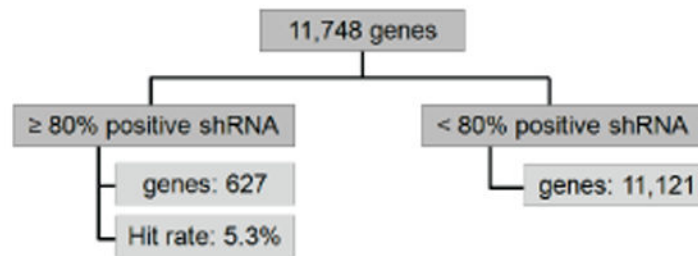 11,748 genes
≥ 80% positive shRNA
< 80% positive shRNA
genes: 627
genes: 11,121
Hit rate: 5.3%